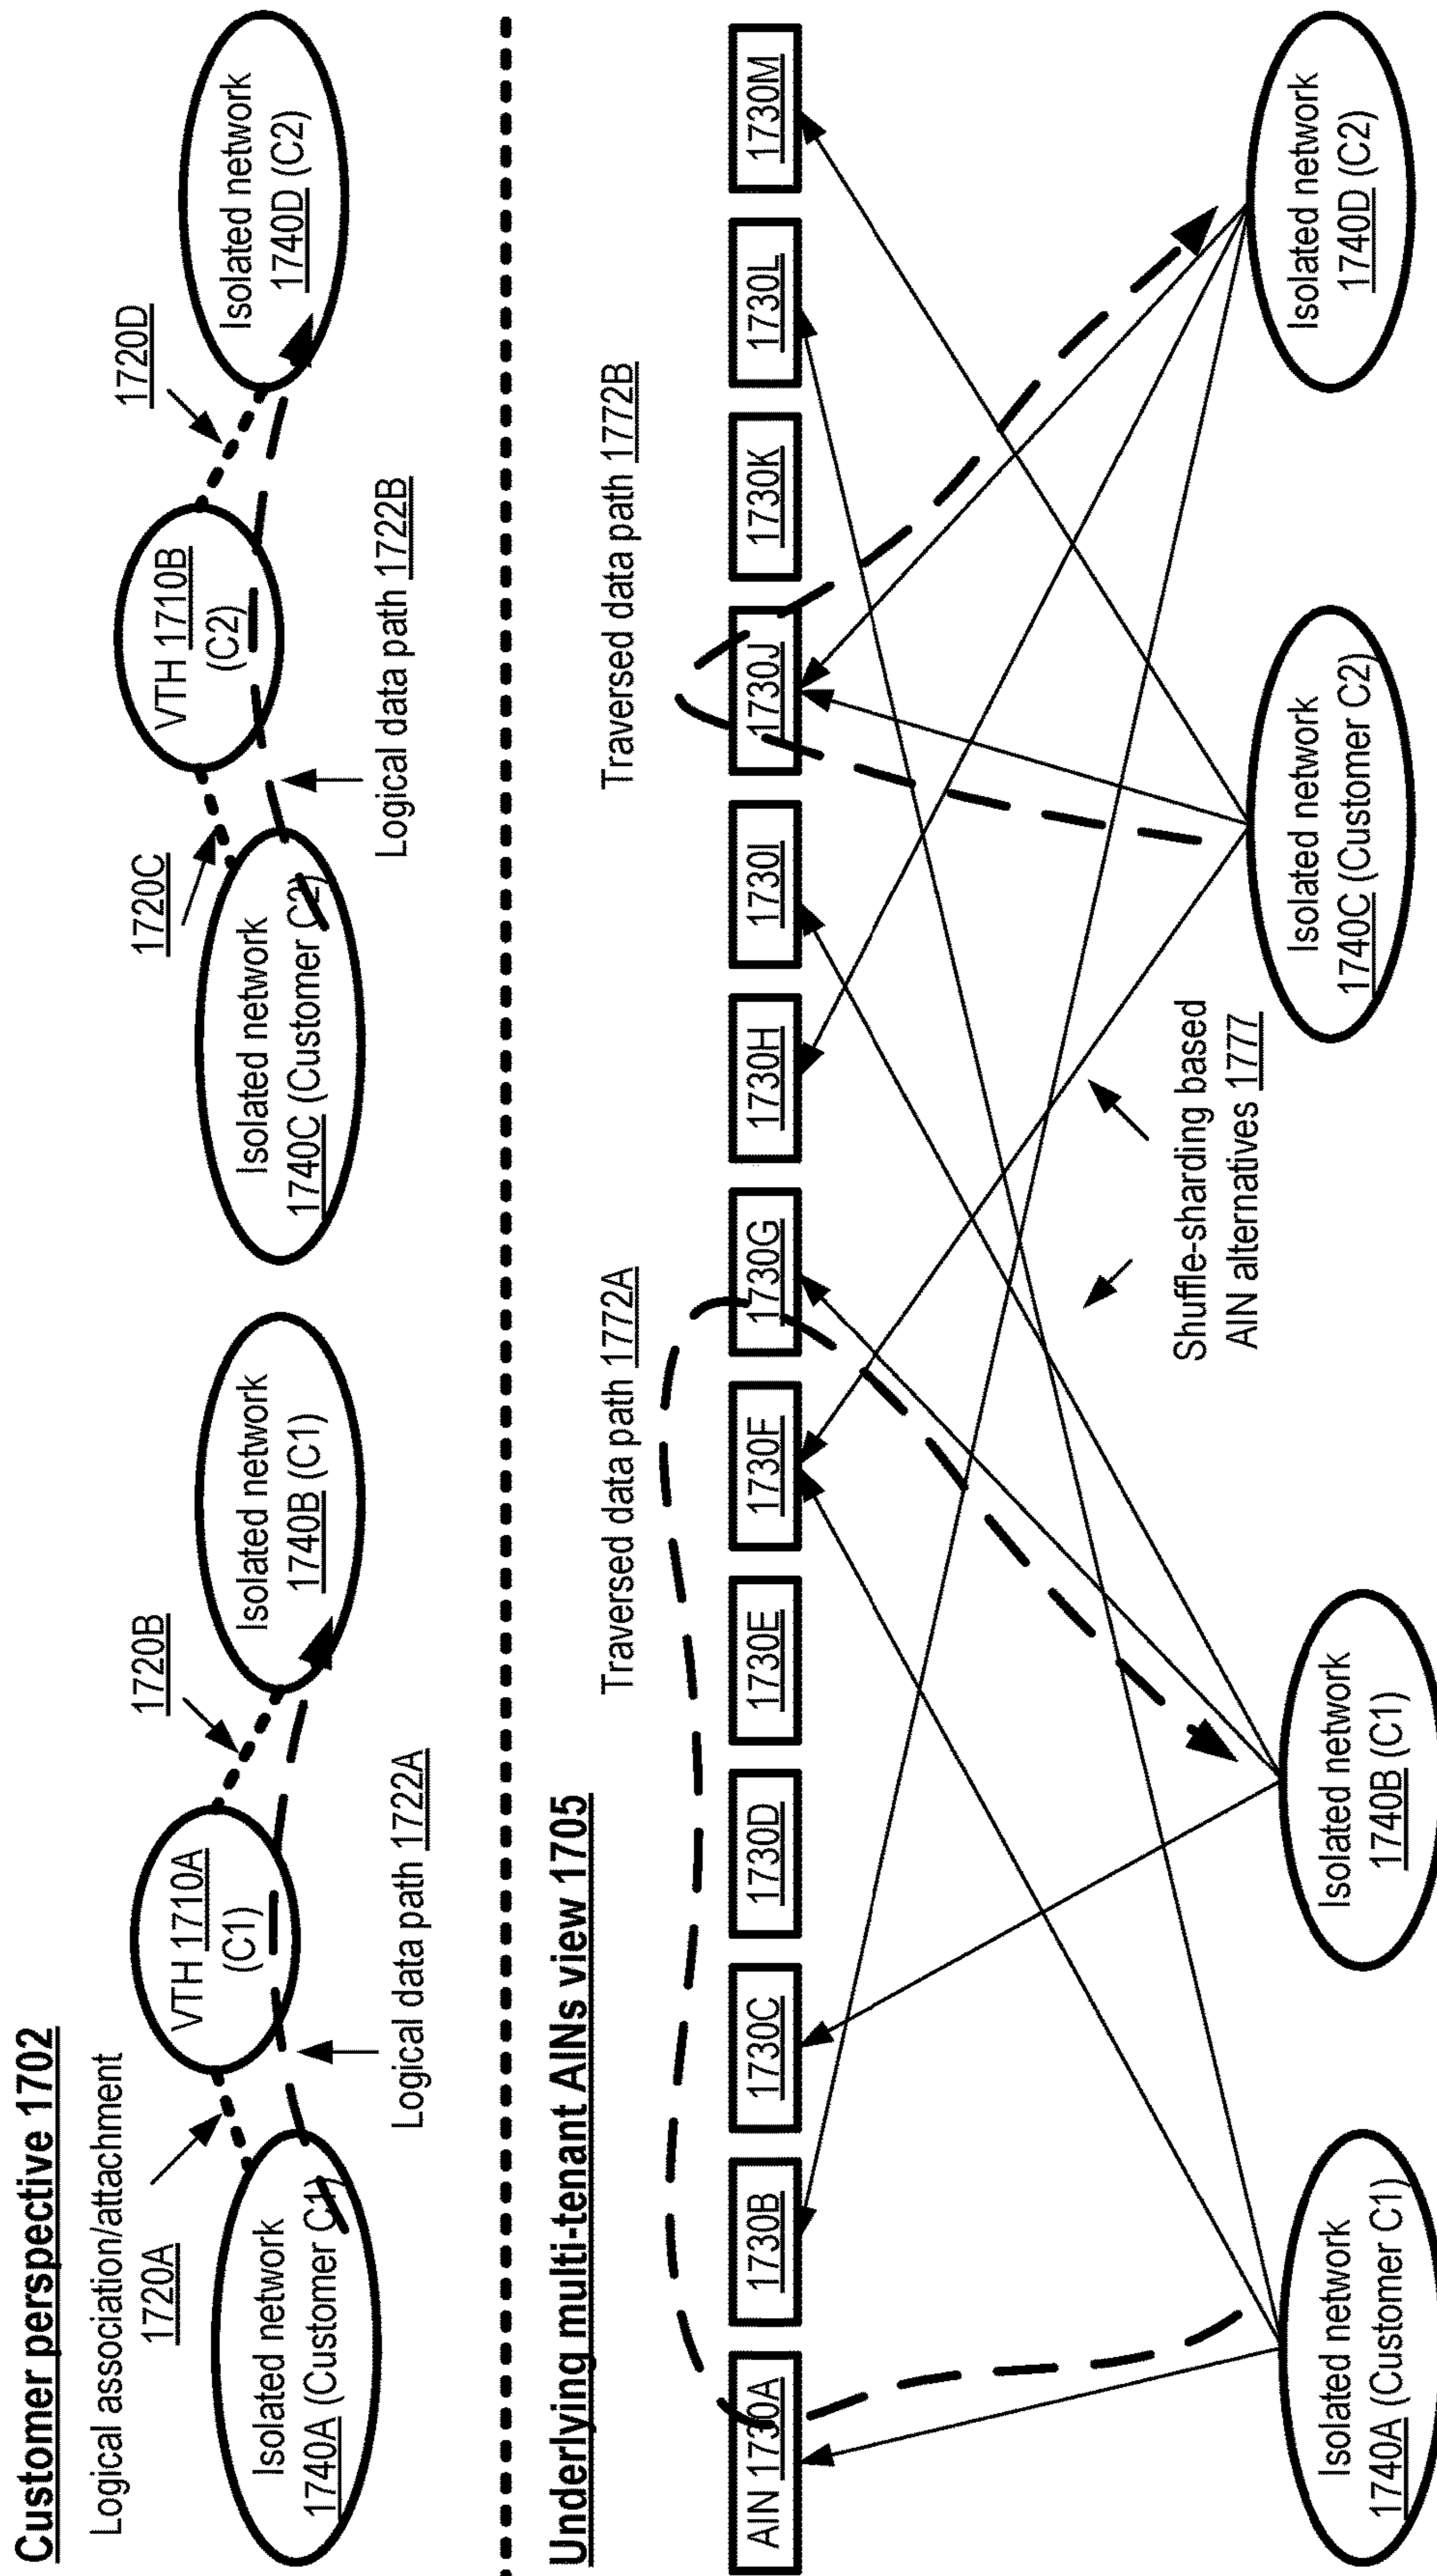 Customer perspective 1702
Logical association/attachment
1720A
1720B
1720C
1720D
VTH 1710A
(C1)
VTH 1710B
(C2)
Isolated network
1740A (Customer C1)
Isolated network
1740B (C1)
Isolated network
1740C (Customer C2)
Isolated network
1740D (C2)
Logical data path 1722A
Logical data path 1722B
Underlying multi-tenant AINs view 1705
Traversed data path 1772A
Traversed data path 1772B
AIN 1730A
1730B
1730C
1730D
1730E
1730F
1730G
1730H
1730I
1730J
1730K
1730L
1730M
Shuffle-sharding based
AIN alternatives 1777
Isolated network
1740A (Customer C1)
Isolated network
1740B (C1)
Isolated network
1740C (Customer C2)
Isolated network
1740D (C2)